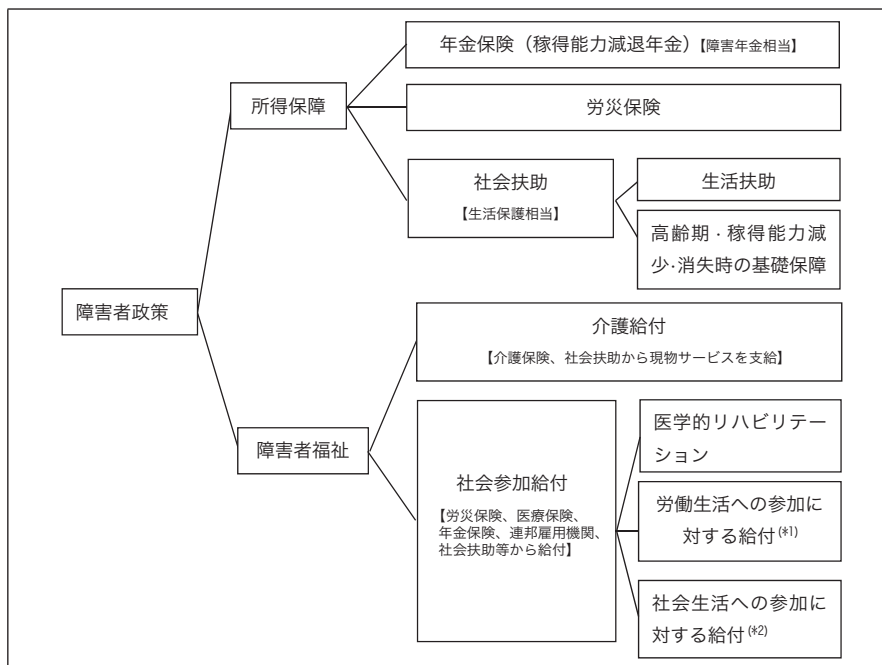 年金保険（稼得能力減退年金）【障害年金相当】
所得保障
労災保険
社会扶助
【生活保護相当】
生活扶助
高齢期・稼得能力減
少・消失時の基礎保障
障害者政策
介護給付
【介護保険、社会扶助から現物サービスを支給】
障害者福祉
社会参加給付
【労災保険、医療保険、
年金保険、連邦雇用機関、
社会扶助等から給付】
医学的リハビリテー
ション
労働生活への参加に
対する給付(*1)
社会生活への参加に
対する給付(*2)